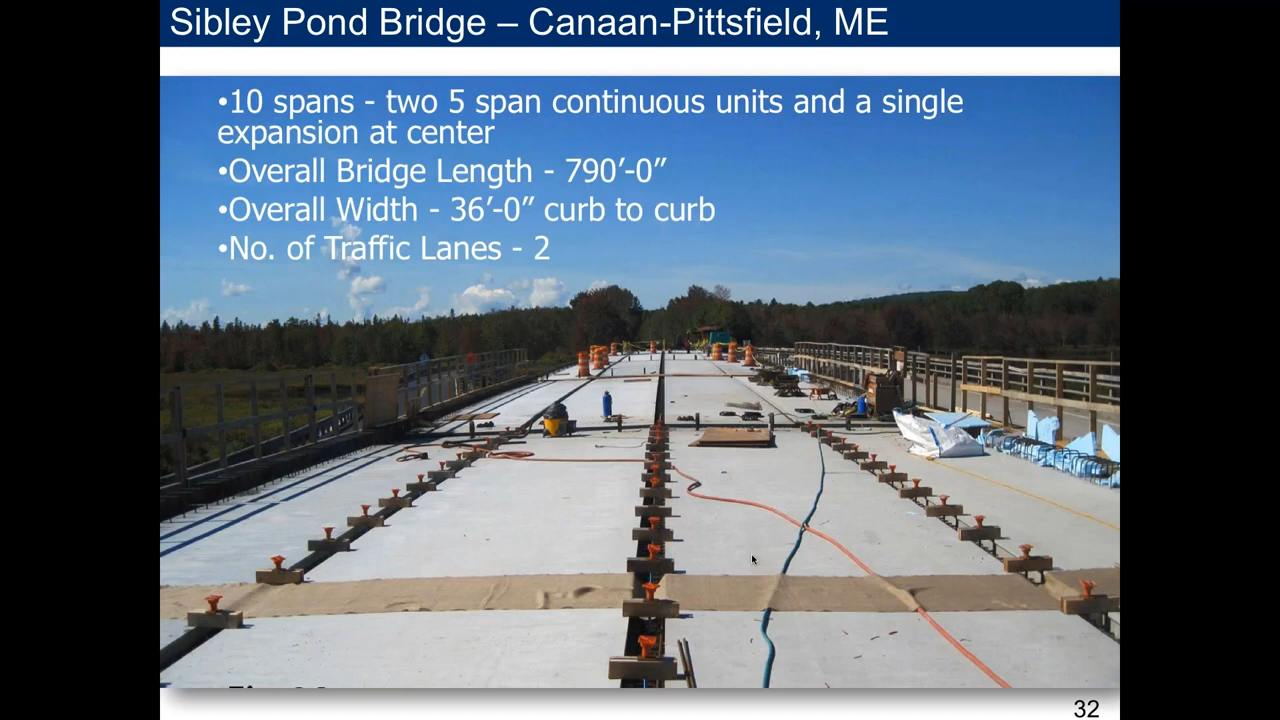 Sibley Pond Bridge – Canaan-Pittsfield, ME
•10 spans - two 5 span continuous units and a single
expansion at center
•Overall Bridge Length - 790’-0”
•Overall Width - 36’-0” curb to curb
•No. of Traffic Lanes - 2
32